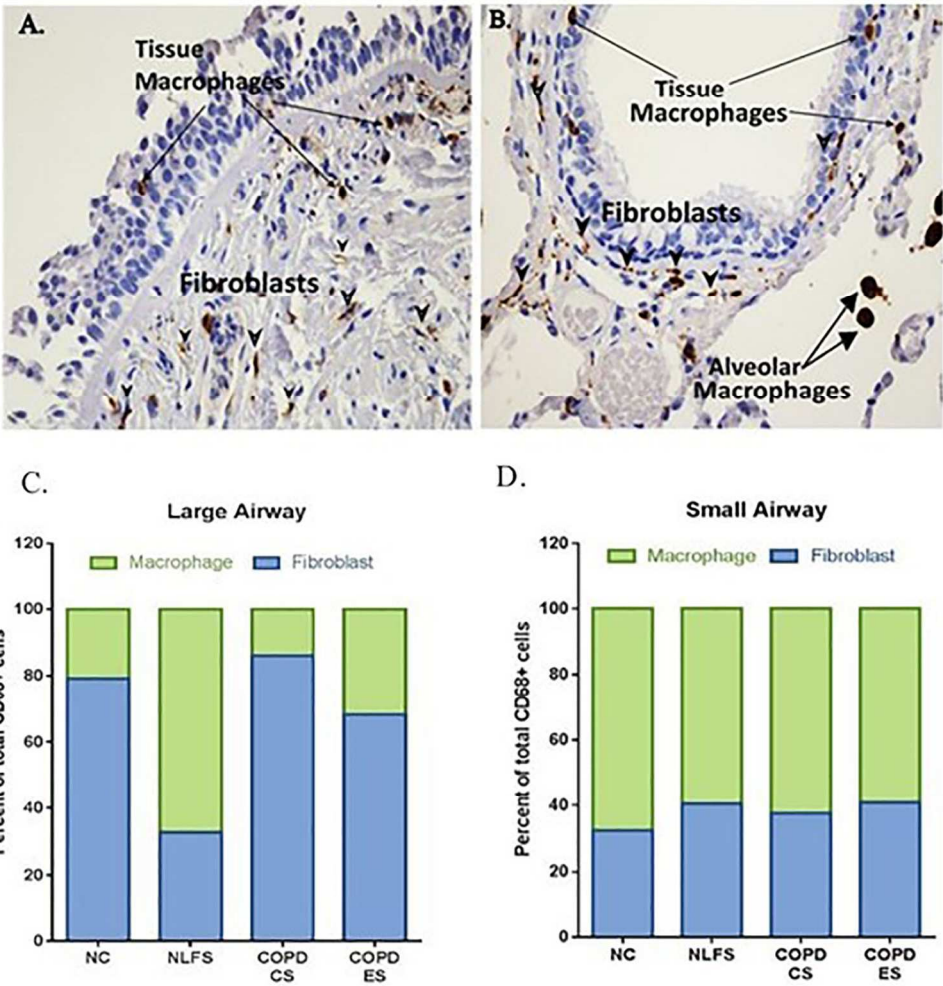 A.
Tissue
Macrophages
Fibroblasts
B.
Tissue
Macrophages
Fibroblasts
Alveolar
Macrophages
C.
Large Airway
Macrophage Fibroblast
120
100
80
60
40
20
0
Percent of total cells
NC NLFS COPD CS COPD ES
D.
Small Airway
Macrophage Fibroblast
Percent of total CD68+ cells
120
100
80
60
40
20
0
NC NLFS COPD CS COPD ES